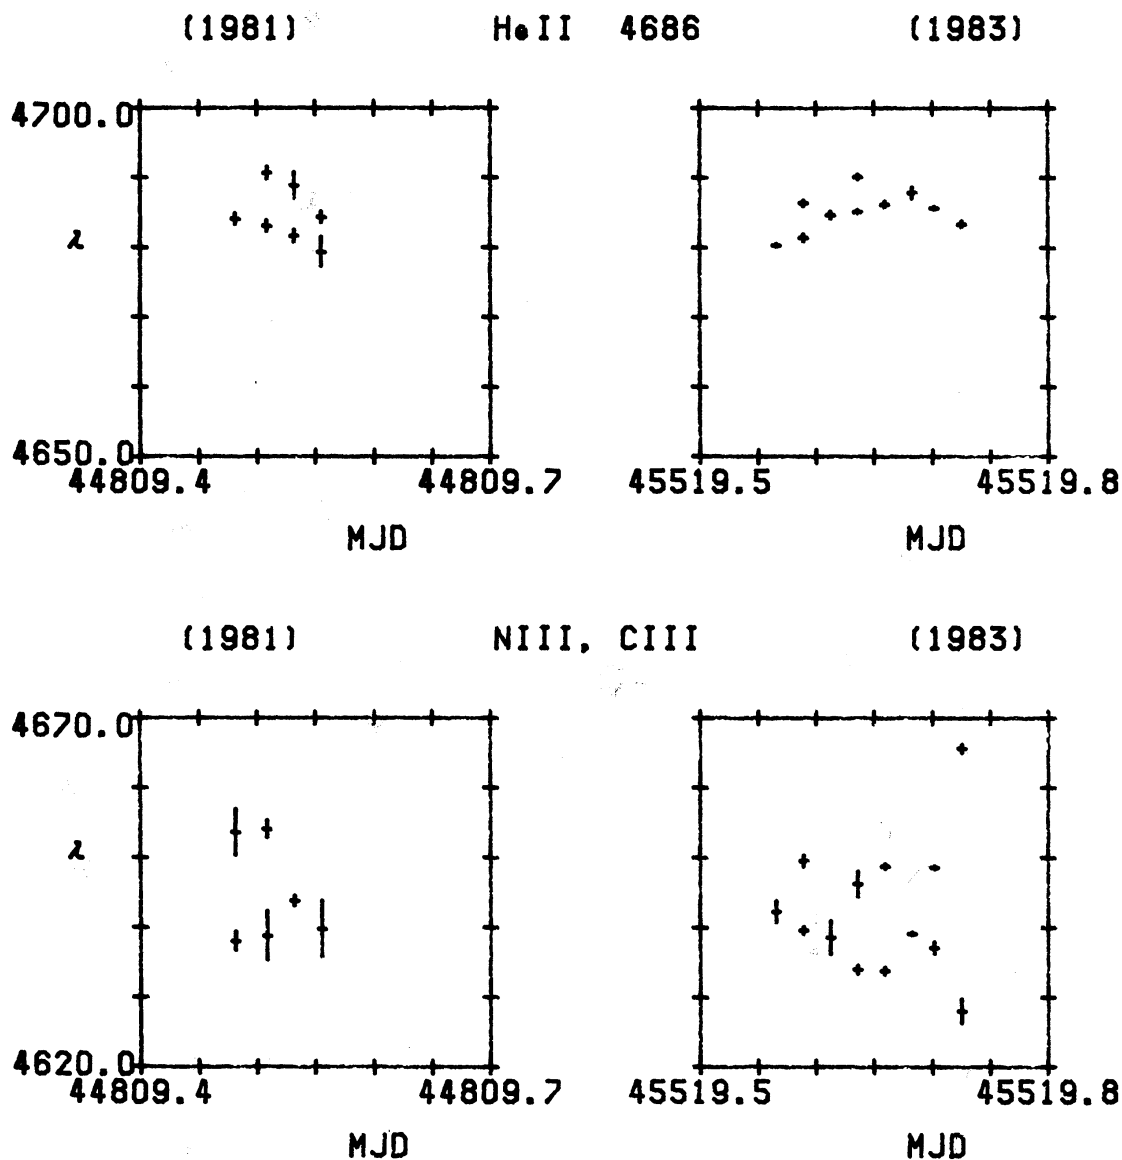 (1981) HeII 4686 (1983)
4700.0
λ
4650.0
44809.4 44809.7 45519.5 45519.8
MJD MJD
(1981) NIII, CIII (1983)
4670.0
λ
4620.0
44809.4 44809.7 45519.5 45519.8
MJD MJD